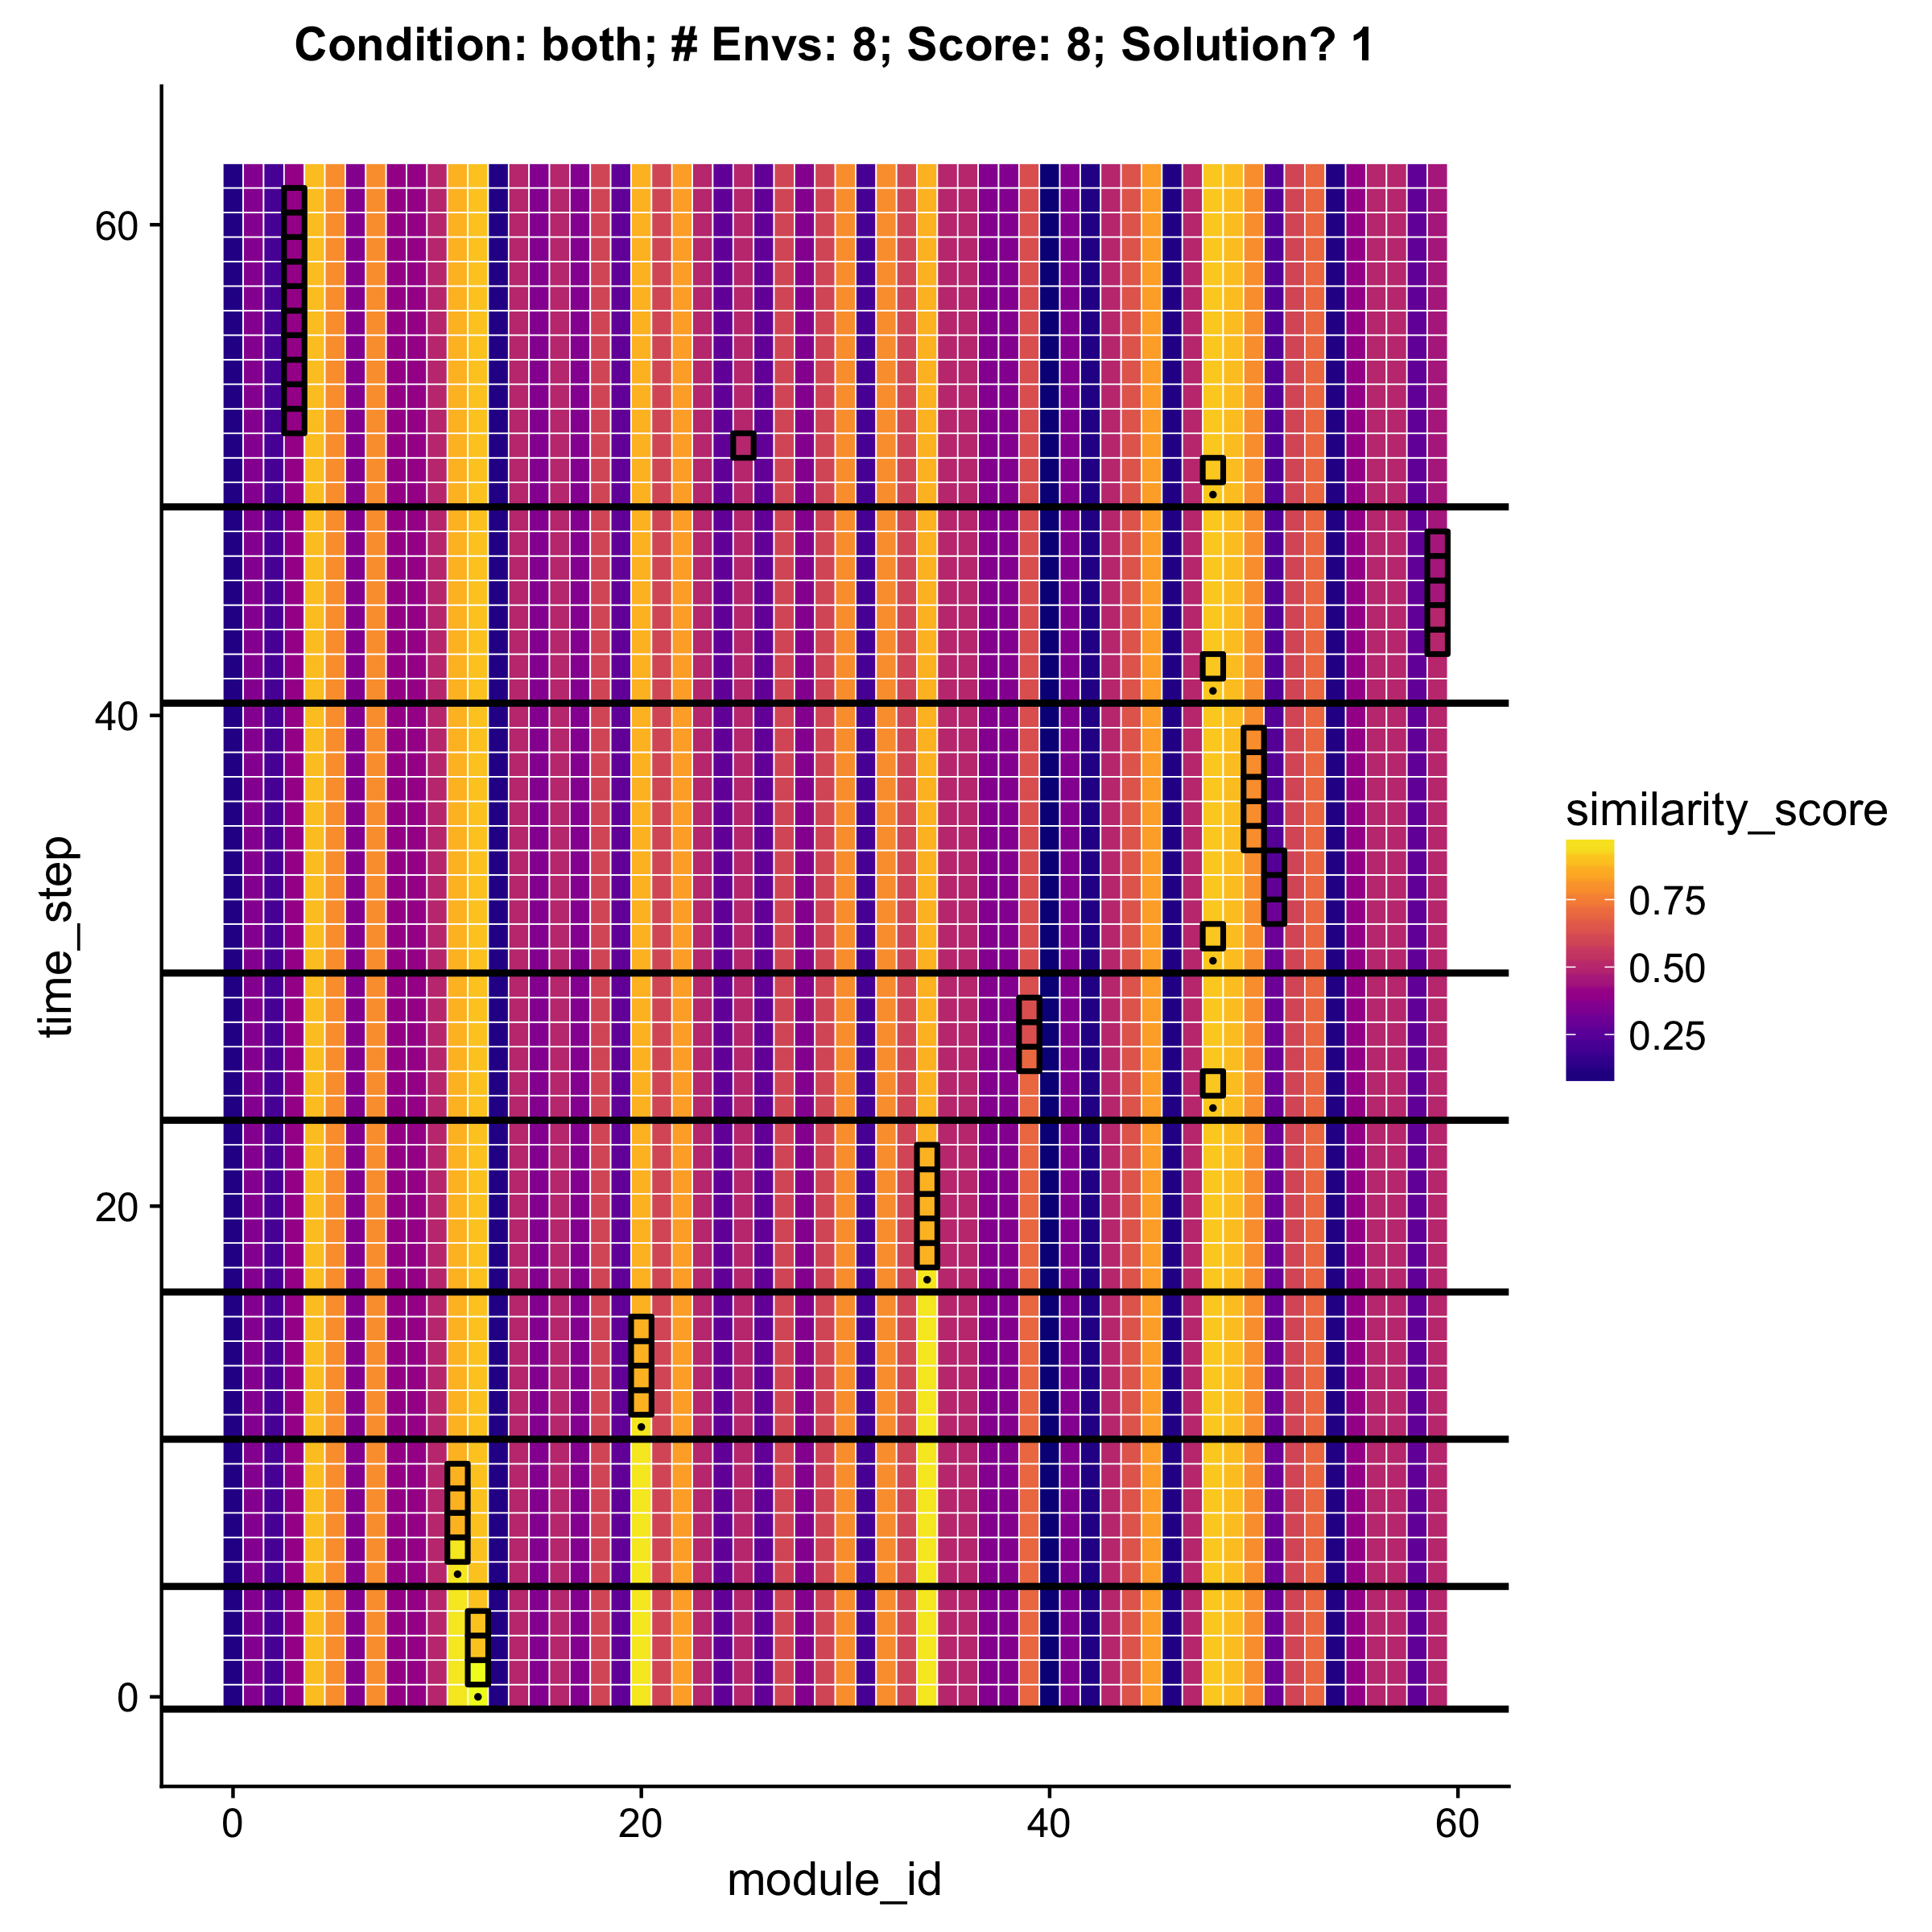 Condition: both; # Envs: 8; Score: 8; Solution? 1
60
40
20
0
time_step
0 20 40 60
module_id
similarity_score
0.75
0.50
0.25